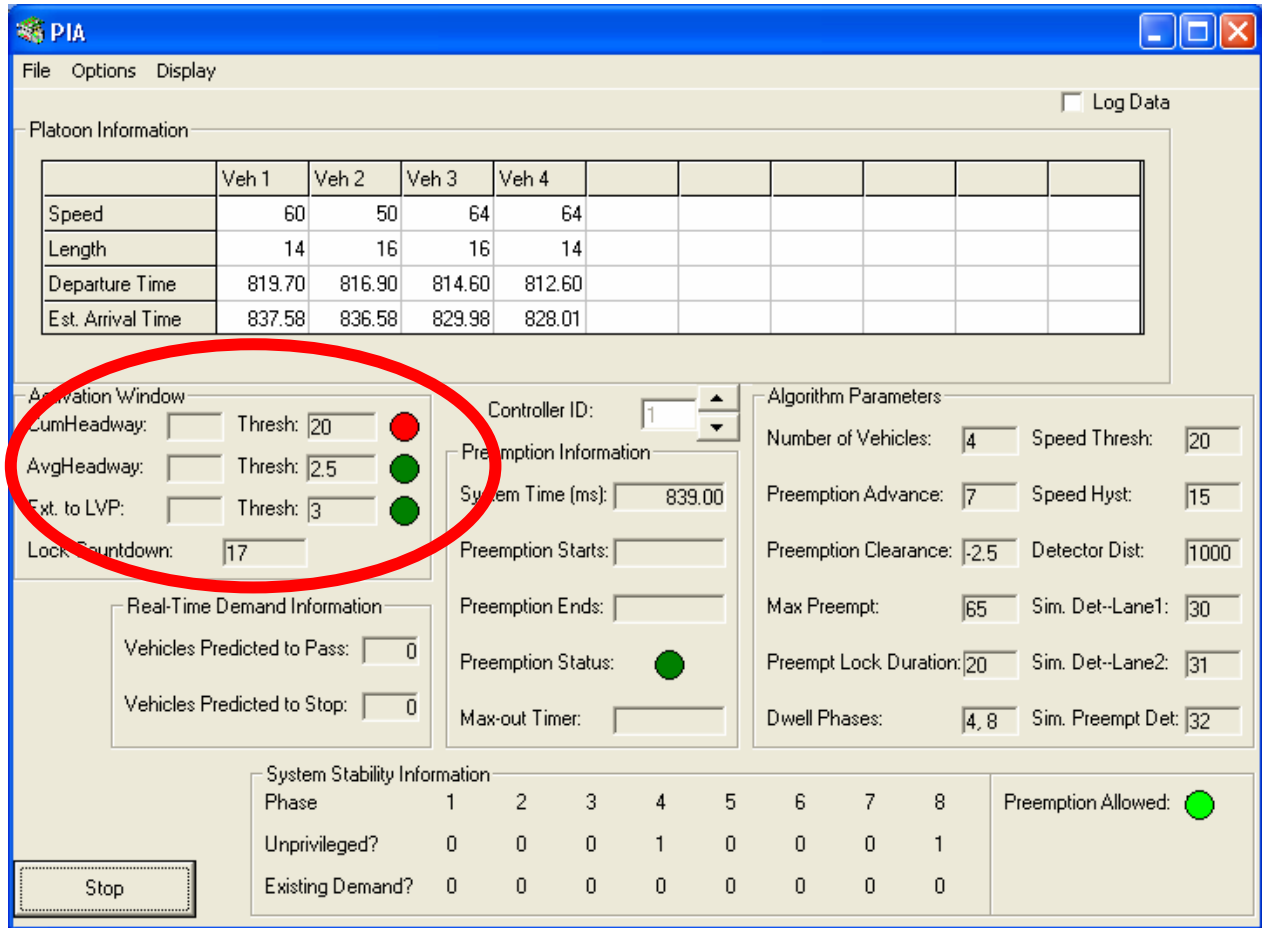 PIA
File Options Display
Log Data
Platoon Information
Veh 1 Veh 2 Veh 3 Veh 4
Speed 60 50 64 64
Length 14 16 16 14
Departure Time 819.70 816.90 814.60 812.60
Est. Arrival Time 837.58 836.58 829.98 828.01
Activation Window
CumHeadway: Thresh: 20
AvgHeadway: Thresh: 2.5
Ext. to LVP: Thresh: 3
Lock Countdown: 17
Real-Time Demand Information
Vehicles Predicted to Pass: 0
Vehicles Predicted to Stop: 0
Controller ID: 1
Preemption Information
System Time (ms): 839.00
Preemption Starts:
Preemption Ends:
Preemption Status:
Max-out Timer:
Algorithm Parameters
Number of Vehicles: 4 Speed Thresh: 20
Preemption Advance: 7 Speed Hyst: 15
Preemption Clearance: -2.5 Detector Dist: 1000
Max Preempt: 65 Sim. Det--Lane1: 30
Preempt Lock Duration: 20 Sim. Det--Lane2: 31
Dwell Phases: 4, 8 Sim. Preempt Det: 32
System Stability Information
Phase 1 2 3 4 5 6 7 8
Unprivileged? 0 0 0 1 0 0 0 1
Existing Demand? 0 0 0 0 0 0 0 0
Preemption Allowed:
Stop